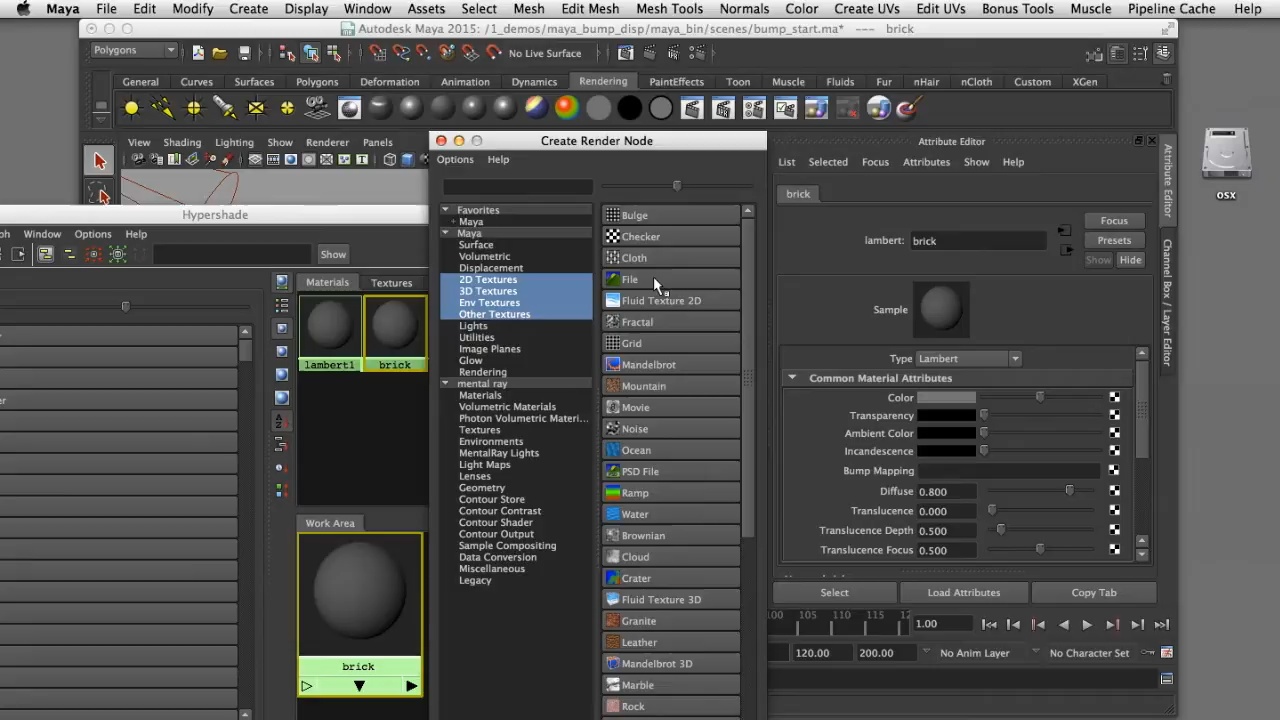 Maya File Edit Modify Create Display Window Assets Select Mesh Edit Mesh Mesh Tools Normals Color Create UVs Edit UVs Bonus Tools Muscle Pipeline Cache Help
Autodesk Maya 2015: /1_demos/maya_bump_disp/maya_bin/scenes/bump_start.ma* --- brick
Polygons
No Live Surface
General Curves Surfaces Polygons Deformation Animation Dynamics Rendering PaintEffects Toon Muscle Fluids Fur nHair nCloth Custom XGen
View Shading Lighting Show Renderer Panels
Create Render Node
Options Help
Hypershade
Window Options Help
Show
Materials Textures
lambert1 brick
Work Area
brick
Favorites
+ Maya
Maya
Surface
Volumetric
Displacement
2D Textures
3D Textures
Env Textures
Other Textures
Lights
Utilities
Image Planes
Glow
Rendering
mental ray
Materials
Volumetric Materials
Photon Volumetric Materi...
Textures
Environments
MentalRay Lights
Light Maps
Lenses
Geometry
Contour Store
Contour Contrast
Contour Shader
Contour Output
Sample Compositing
Data Conversion
Miscellaneous
Legacy
Bulge
Checker
Cloth
File
Fluid Texture 2D
Fractal
Grid
Mandelbrot
Mountain
Movie
Noise
Ocean
PSD File
Ramp
Water
Brownian
Cloud
Crater
Fluid Texture 3D
Granite
Leather
Mandelbrot 3D
Marble
Rock
Attribute Editor
List Selected Focus Attributes Show Help
brick
lambert: brick
Focus
Presets
Show Hide
Sample
Type Lambert
Common Material Attributes
Color
Transparency
Ambient Color
Incandescence
Bump Mapping
Diffuse 0.800
Translucence 0.000
Translucence Depth 0.500
Translucence Focus 0.500
Select Load Attributes Copy Tab
105 110 115 1.00
120.00 200.00 No Anim Layer No Character Set
Attribute Editor
Channel Box / Layer Editor
osx